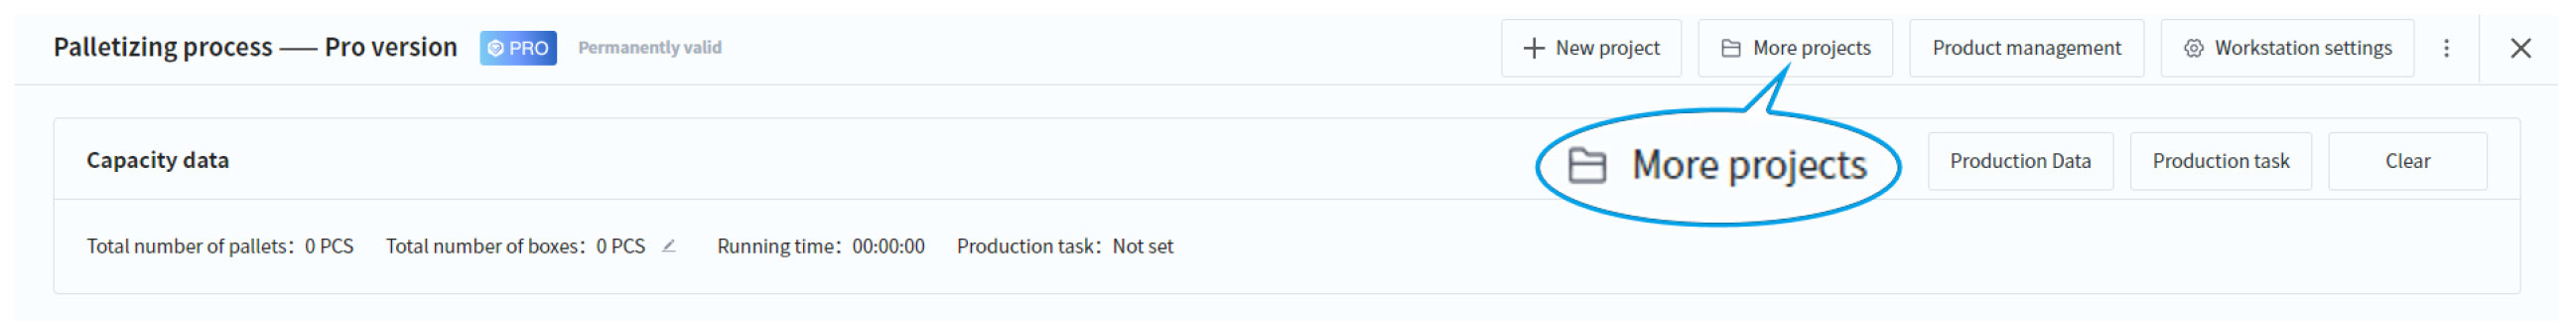 Palletizing process — Pro version PRO Permanently valid New project More projects Product management Workstation settings
Capacity data More projects Production Data Production task Clear
Total number of pallets: 0 PCS Total number of boxes: 0 PCS Running time: 00:00:00 Production task: Not set